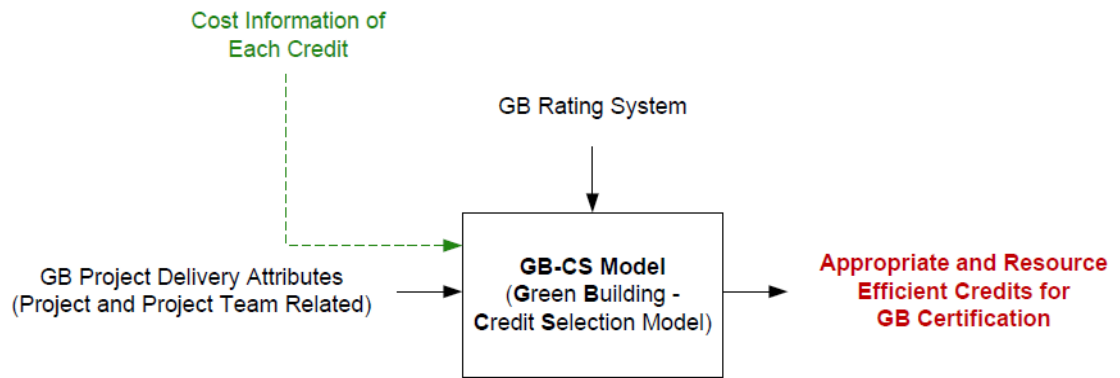 Cost Information of
Each Credit
GB Rating System
GB Project Delivery Attributes
(Project and Project Team Related)
GB-CS Model
(Green Building -
Credit Selection Model)
Appropriate and Resource
Efficient Credits for
GB Certification